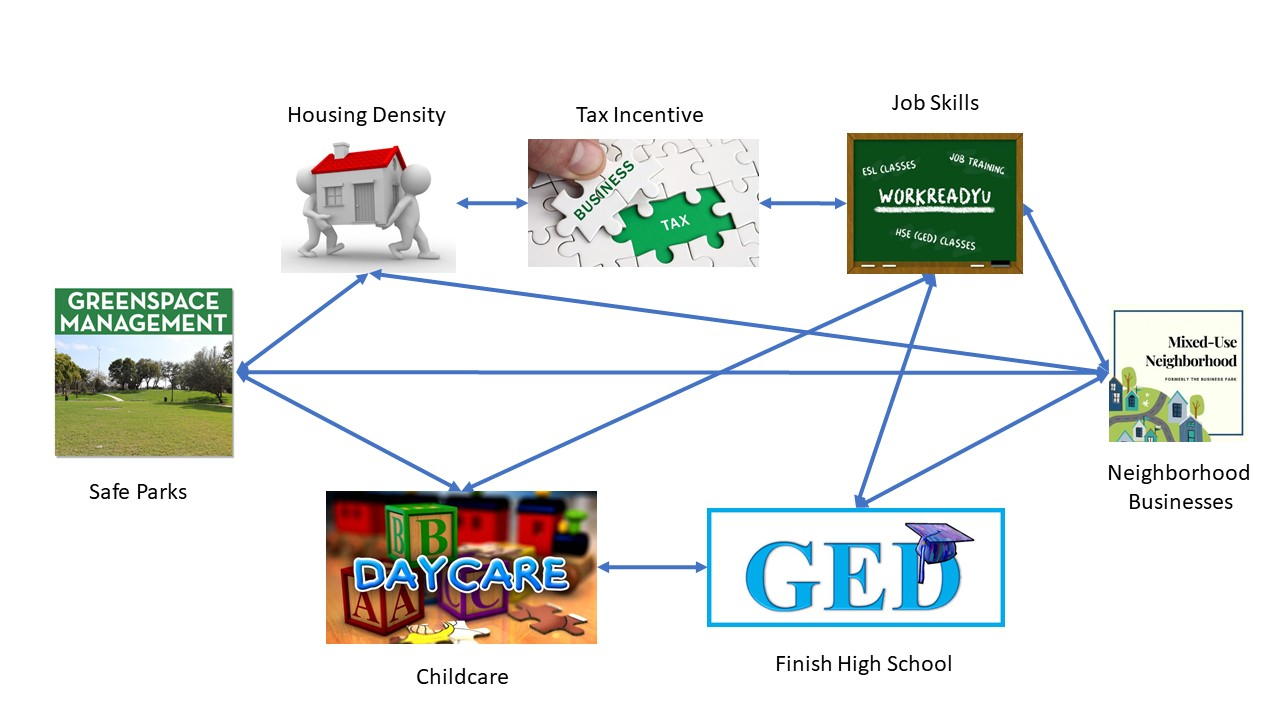 Housing Density
Tax Incentive
Job Skills
BUSINESS
TAX
ESL CLASSES
JOB TRAINING
WORKREADYU
HSE (GED) CLASSES
GREENSPACE
MANAGEMENT
Safe Parks
Mixed-Use
Neighborhood
FORMERLY THE BUSINESS PARK
Neighborhood
Businesses
B B
DAYCARE
A A C C
Childcare
GED
Finish High School